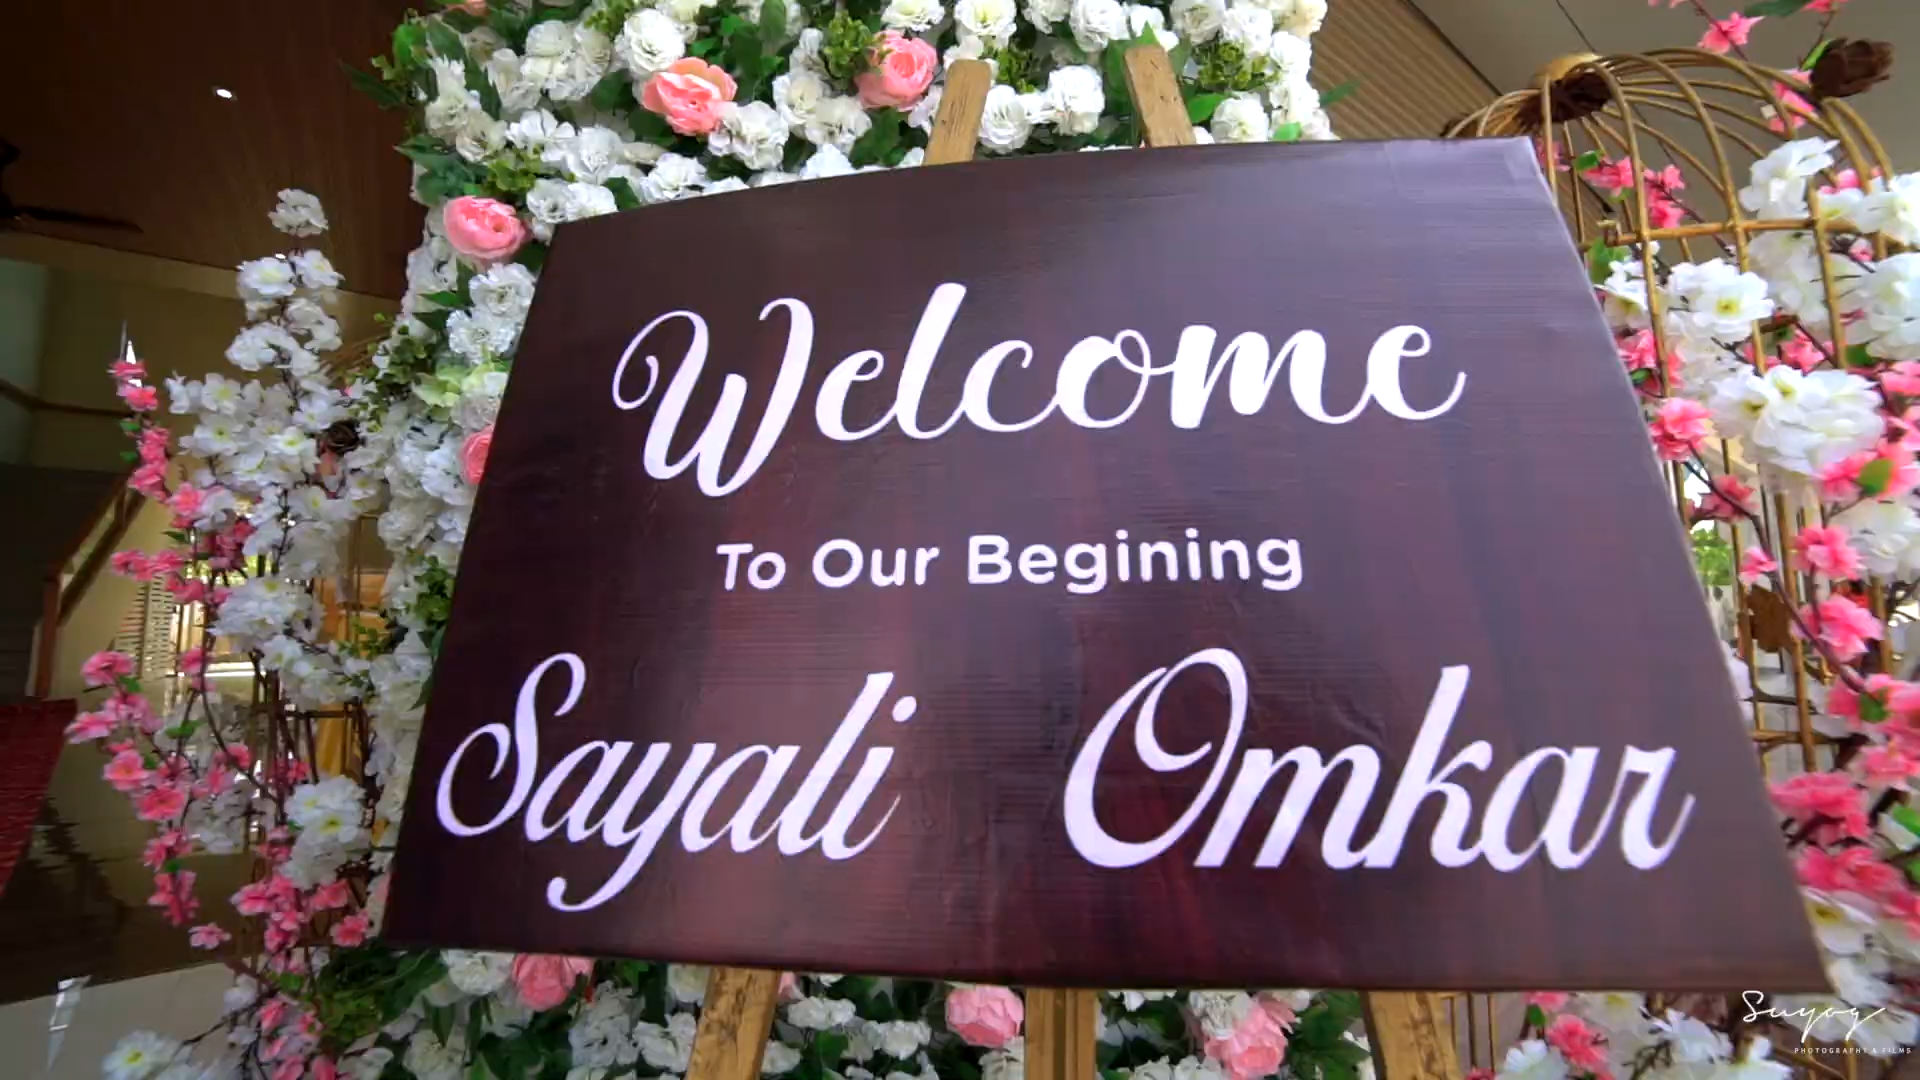 Welcome
To Our Begining
Sayali Omkar
Suyog
PHOTOGRAPHY & FILMS